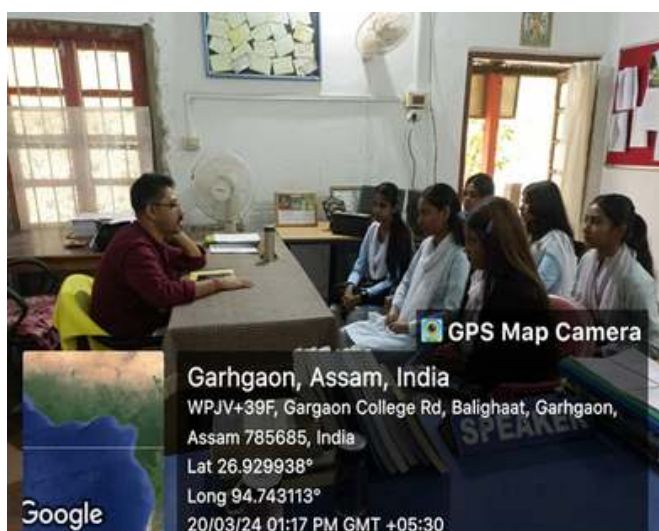 GPS Map Camera
Garhgaon, Assam, India
WPJV+39F, Gargaon College Rd, Balighaat, Garhgaon,
Assam 785685, India
Lat 26.929938°
Long 94.743113°
20/03/24 01:17 PM GMT +05:30
Google
SPEAKER